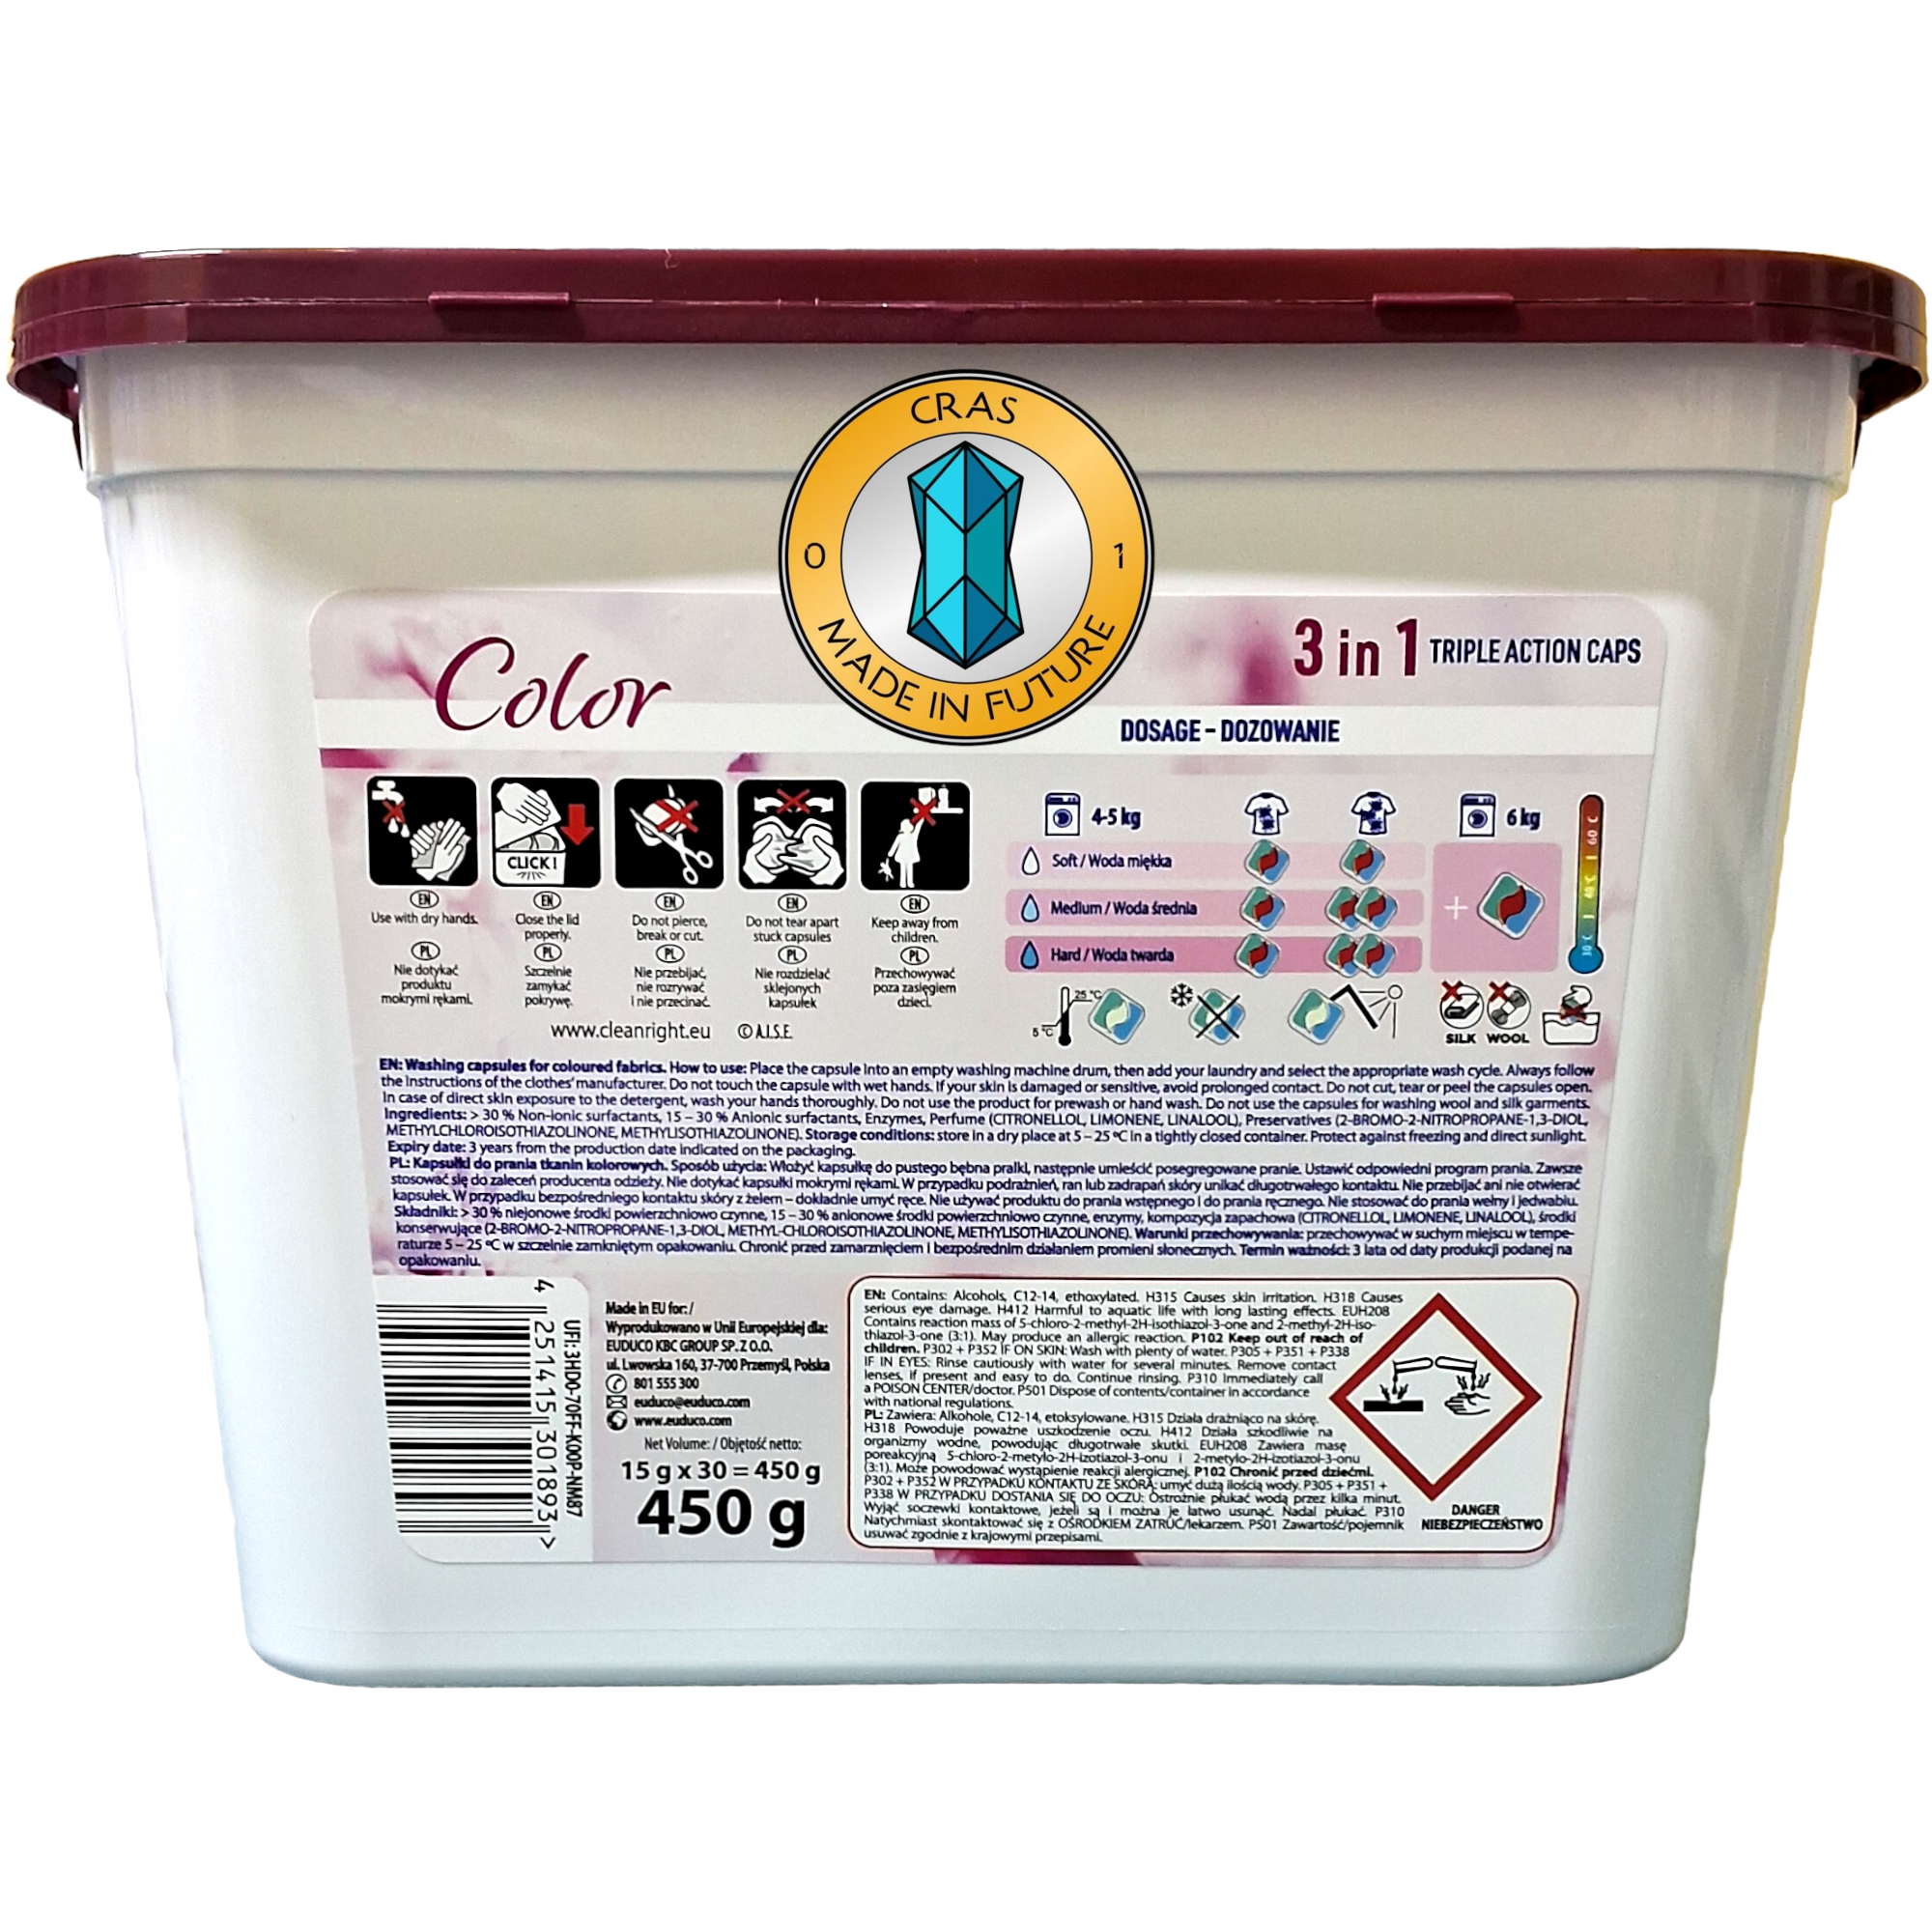 CRAS
0 1
MADE IN FUTURE
Color
3 in 1 TRIPLE ACTION CAPS
DOSAGE – DOZOWANIE
CLICK!
EN
Use with dry hands.
PL
Nie dotykać
produktu
mokrymi rękami.
EN
Close the lid
properly.
PL
Szczelnie
zamykać
pokrywę.
EN
Do not pierce,
break or cut.
PL
Nie przebijać,
nie rozrywać
i nie przecinać.
EN
Do not tear apart
stuck capsules
PL
Nie rozdzielać
sklejonych
kapsułek
EN
Keep away from
children.
PL
Przechowywać
poza zasięgiem
dzieci.
www.cleanright.eu © A.I.S.E.
4-5 kg
6 kg
Soft / Woda miękka
Medium / Woda średnia
+
Hard / Woda twarda
30°C | 40°C | 60°C
25 °C
5 °C
SILK WOOL
EN: Washing capsules for coloured fabrics. How to use: Place the capsule into an empty washing machine drum, then add your laundry and select the appropriate wash cycle. Always follow
the instructions of the clothes' manufacturer. Do not touch the capsule with wet hands. If your skin is damaged or sensitive, avoid prolonged contact. Do not cut, tear or peel the capsules open.
In case of direct skin exposure to the detergent, wash your hands thoroughly. Do not use the product for prewash or hand wash. Do not use the capsules for washing wool and silk garments.
Ingredients: > 30 % Non-ionic surfactants, 15 – 30 % Anionic surfactants, Enzymes, Perfume (CITRONELLOL, LIMONENE, LINALOOL), Preservatives (2-BROMO-2-NITROPROPANE-1,3-DIOL,
METHYLCHLOROISOTHIAZOLINONE, METHYLISOTHIAZOLINONE). Storage conditions: store in a dry place at 5 – 25 °C in a tightly closed container. Protect against freezing and direct sunlight.
Expiry date: 3 years from the production date indicated on the packaging.
PL: Kapsułki do prania tkanin kolorowych. Sposób użycia: Włożyć kapsułkę do pustego bębna pralki, następnie umieścić posegregowane pranie. Ustawić odpowiedni program prania. Zawsze
stosować się do zaleceń producenta odzieży. Nie dotykać kapsułki mokrymi rękami. W przypadku podrażnień, ran lub zadrapań skóry unikać długotrwałego kontaktu. Nie przebijać ani nie otwierać
kapsułek. W przypadku bezpośredniego kontaktu skóry z żelem – dokładnie umyć ręce. Nie używać produktu do prania wstępnego i do prania ręcznego. Nie stosować do prania wełny i jedwabiu.
Składniki: > 30 % niejonowe środki powierzchniowo czynne, 15 – 30 % anionowe środki powierzchniowo czynne, enzymy, kompozycja zapachowa (CITRONELLOL, LIMONENE, LINALOOL), środki
konserwujące (2-BROMO-2-NITROPROPANE-1,3-DIOL, METHYL-CHLOROISOTHIAZOLINONE, METHYLISOTHIAZOLINONE). Warunki przechowywania: przechowywać w suchym miejscu w tempe-
raturze 5 – 25 °C w szczelnie zamkniętym opakowaniu. Chronić przed zamarznięciem i bezpośrednim działaniem promieni słonecznych. Termin ważności: 3 lata od daty produkcji podanej na
opakowaniu.
4 251415 301893 >
UFI: 3HD0-70FF-K00P-NM87
Made in EU for: /
Wyprodukowano w Unii Europejskiej dla:
EUDUCO KBC GROUP SP. Z O.O.
ul. Lwowska 160, 37-700 Przemyśl, Polska
801 555 300
euduco@euduco.com
www.euduco.com
Net Volume: / Objętość netto:
15 g x 30 = 450 g
450 g
EN: Contains: Alcohols, C12-14, ethoxylated. H315 Causes skin irritation. H318 Causes
serious eye damage. H412 Harmful to aquatic life with long lasting effects. EUH208
Contains reaction mass of 5-chloro-2-methyl-2H-isothiazol-3-one and 2-methyl-2H-iso-
thiazol-3-one (3:1). May produce an allergic reaction. P102 Keep out of reach of
children. P302 + P352 IF ON SKIN: Wash with plenty of water. P305 + P351 + P338
IF IN EYES: Rinse cautiously with water for several minutes. Remove contact
lenses, if present and easy to do. Continue rinsing. P310 Immediately call
a POISON CENTER/doctor. P501 Dispose of contents/container in accordance
with national regulations.
PL: Zawiera: Alkohole, C12-14, etoksylowane. H315 Działa drażniąco na skórę.
H318 Powoduje poważne uszkodzenie oczu. H412 Działa szkodliwie na
organizmy wodne, powodując długotrwałe skutki. EUH208 Zawiera masę
poreakcyjną 5-chloro-2-metylo-2H-izotiazol-3-onu i 2-metylo-2H-izotiazol-3-onu
(3:1). Może powodować wystąpienie reakcji alergicznej. P102 Chronić przed dziećmi.
P302 + P352 W PRZYPADKU KONTAKTU ZE SKÓRĄ: umyć dużą ilością wody. P305 + P351 +
P338 W PRZYPADKU DOSTANIA SIĘ DO OCZU: Ostrożnie płukać wodą przez kilka minut.
Wyjąć soczewki kontaktowe, jeżeli są i można je łatwo usunąć. Nadal płukać. P310
Natychmiast skontaktować się z OŚRODKIEM ZATRUĆ/lekarzem. P501 Zawartość/pojemnik
usuwać zgodnie z krajowymi przepisami.
DANGER
NIEBEZPIECZEŃSTWO